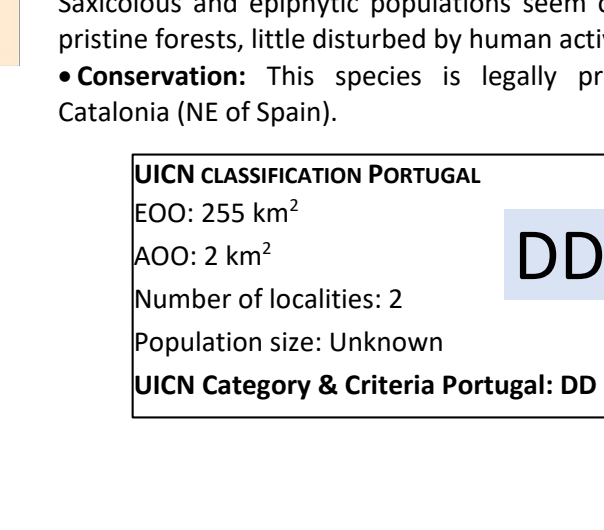 Saxicolous and epiphytic populations seem
pristine forests, little disturbed by human
• Conservation: This species is legally
Catalonia (NE of Spain).
UICN CLASSIFICATION PORTUGAL
EOO: 255 km²
AOO: 2 km²
DD
Number of localities: 2
Population size: Unknown
UICN Category & Criteria Portugal: DD